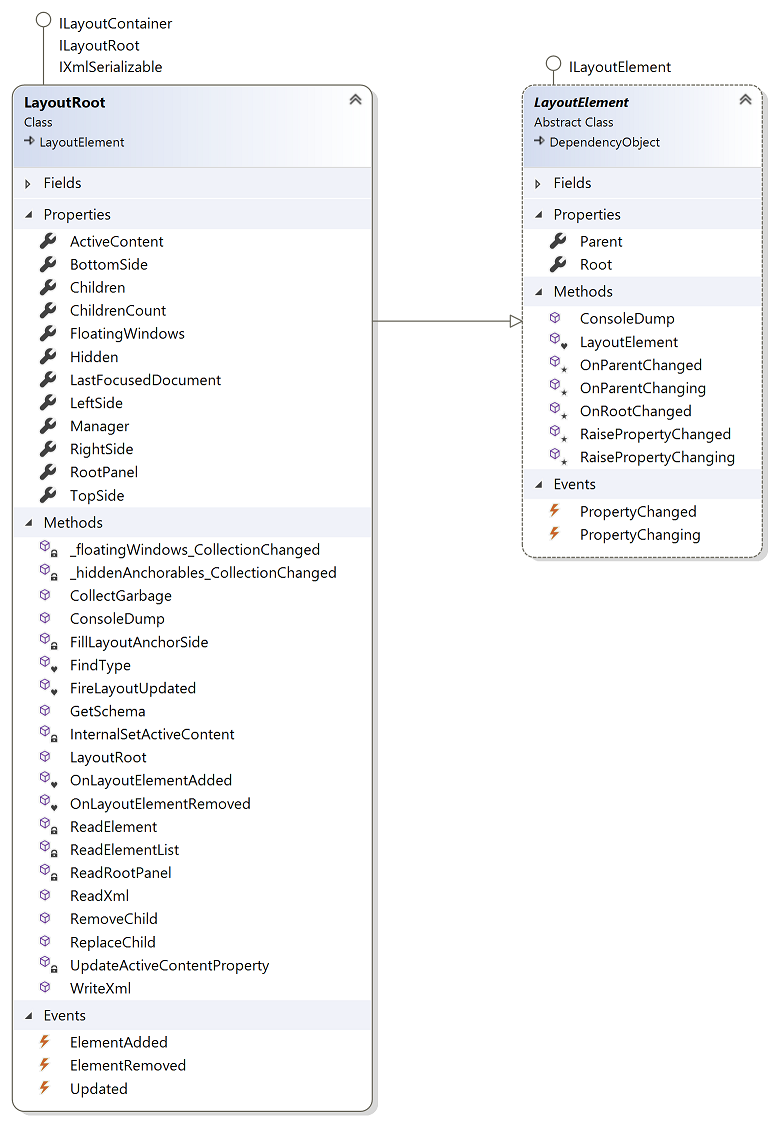 ILayoutContainer
ILayoutRoot
IXmlSerializable
LayoutRoot
Class
LayoutElement
Fields
Properties
ActiveContent
BottomSide
Children
ChildrenCount
FloatingWindows
Hidden
LastFocusedDocument
LeftSide
Manager
RightSide
RootPanel
TopSide
Methods
_floatingWindows_CollectionChanged
_hiddenAnchorables_CollectionChanged
CollectGarbage
ConsoleDump
FillLayoutAnchorSide
FindType
FireLayoutUpdated
GetSchema
InternalSetActiveContent
LayoutRoot
OnLayoutElementAdded
OnLayoutElementRemoved
ReadElement
ReadElementList
ReadRootPanel
ReadXml
RemoveChild
ReplaceChild
UpdateActiveContentProperty
WriteXml
Events
ElementAdded
ElementRemoved
Updated
ILayoutElement
LayoutElement
Abstract Class
DependencyObject
Fields
Properties
Parent
Root
Methods
ConsoleDump
LayoutElement
OnParentChanged
OnParentChanging
OnRootChanged
RaisePropertyChanged
RaisePropertyChanging
Events
PropertyChanged
PropertyChanging